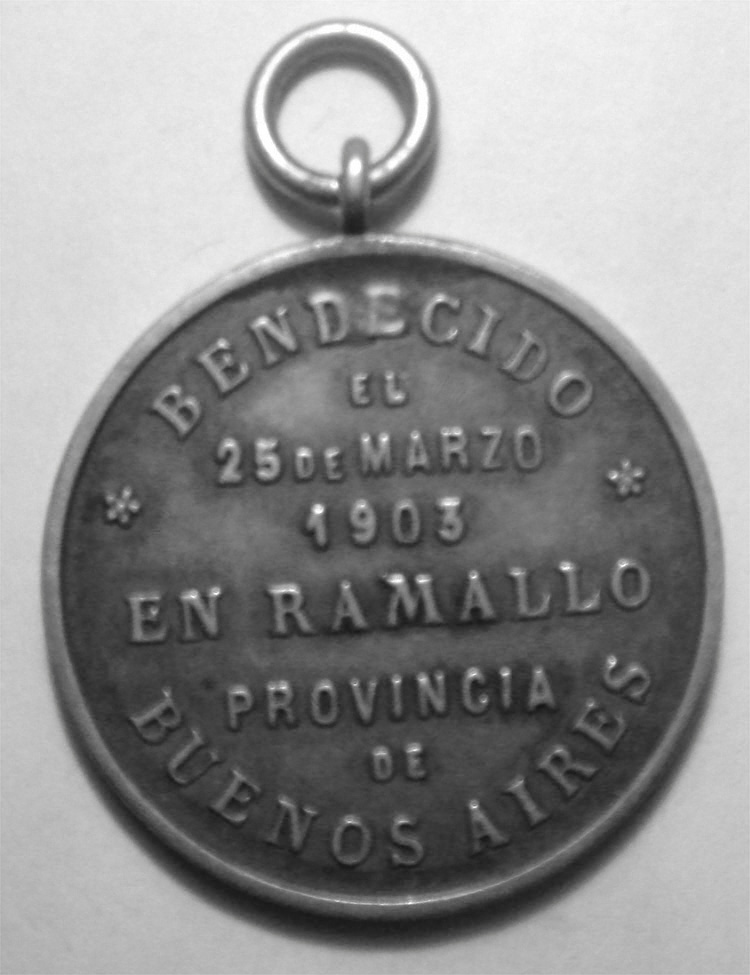 BENDECIDO
EL
25 DE MARZO
1903
EN RAMALLO
PROVINCIA
DE
BUENOS AIRES